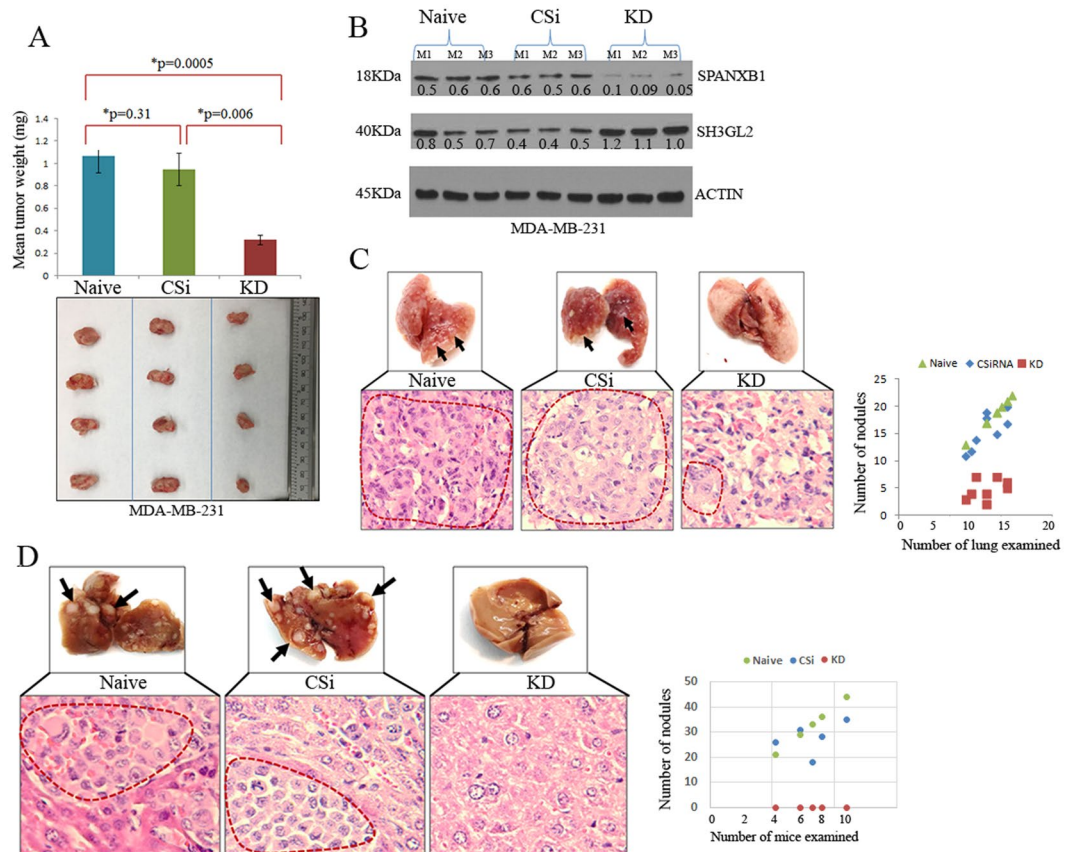 A
*p=0.0005
*p=0.31
*p=0.006
Mean tumor weight (mg)
1.4
1.2
1
0.8
0.6
0.4
0.2
0
Naive CSi KD
MDA-MB-231
B
Naive CSi KD
M1 M2 M3 M1 M2 M3 M1 M2 M3
18KDa SPANXB1
0.5 0.6 0.6 0.6 0.5 0.6 0.1 0.09 0.05
40KDa SH3GL2
0.8 0.5 0.7 0.4 0.4 0.5 1.2 1.1 1.0
45KDa ACTIN
MDA-MB-231
C
Naive CSi KD
Naive CSiRNA KD
Number of nodules
25
20
15
10
5
0
0 10 15 20
Number of lung examined
D
Naive CSi KD
Naive CSi KD
Number of nodules
50
40
30
20
10
0
0 4 6 7 8 10
Number of mice examined